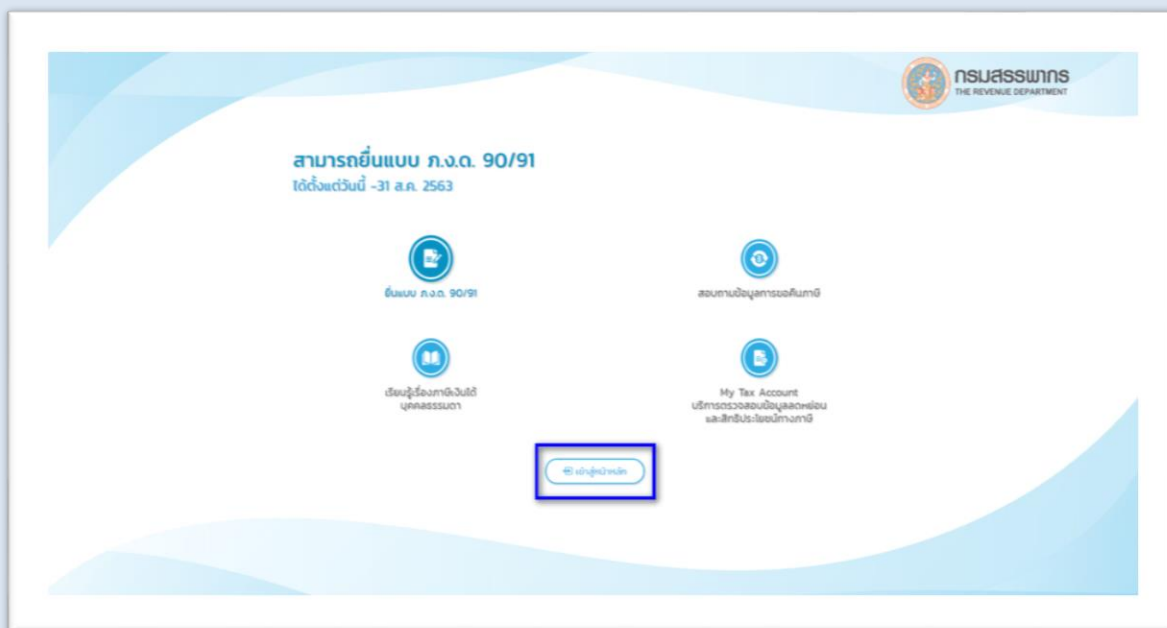 กรมสรรพากร
THE REVENUE DEPARTMENT
สามารถยื่นแบบ ภ.ง.ด. 90/91
ได้ตั้งแต่วันนี้ -31 ส.ค. 2563
ยื่นแบบ ภ.ง.ด. 90/91
สอบถามข้อมูลการขอคืนภาษี
เรียนรู้เรื่องภาษีเงินได้
บุคคลธรรมดา
My Tax Account
บริการตรวจสอบข้อมูลลดหย่อน
และสิทธิประโยชน์ทางภาษี
เข้าสู่หน้าหลัก